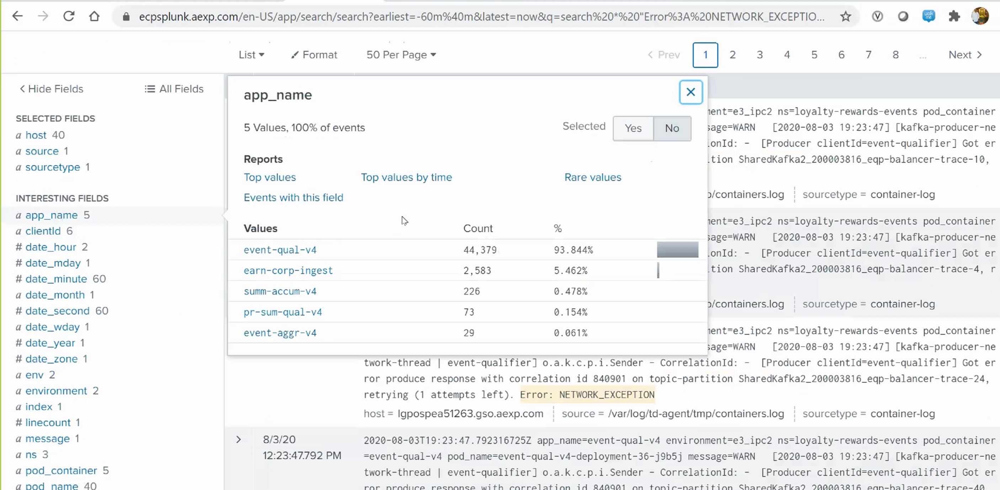 ecpsplunk.aexp.com/en-US/app/search/search?earliest=-60m%40m&latest=now&q=search%20*%20"Error%3A%20NETWORK_EXCEPTIO...
walk me
List Format 50 Per Page Prev 1 2 3 4 5 6 7 8 ... Next
Hide Fields All Fields
SELECTED FIELDS
a host 40
a source 1
a sourcetype 1
INTERESTING FIELDS
a app_name 5
a clientId 6
# date_hour 2
# date_mday 1
# date_minute 60
a date_month 1
# date_second 60
a date_wday 1
# date_year 1
# date_zone 1
a env 2
a environment 2
a index 1
# linecount 1
a message 1
a ns 3
a pod_container 5
a pod_name 40
app_name
5 Values, 100% of events Selected Yes No
Reports
Top values Top values by time Rare values
Events with this field
Values Count %
event-qual-v4 44,379 93.844%
earn-corp-ingest 2,583 5.462%
summ-accum-v4 226 0.478%
pr-sum-qual-v4 73 0.154%
event-aggr-v4 29 0.061%
ment=e3_ipc2 ns=loyalty-rewards-events pod_container
sage=WARN [2020-08-03 19:23:47] [kafka-producer-ne
ionId: - [Producer clientId=event-qualifier] Got er
ition SharedKafka2_200003816_eqp-balancer-trace-10,
p/containers.log sourcetype = container-log
ment=e3_ipc2 ns=loyalty-rewards-events pod_container
sage=WARN [2020-08-03 19:23:47] [kafka-producer-ne
ionId: - [Producer clientId=event-qualifier] Got er
ition SharedKafka2_200003816_eqp-balancer-trace-4, r
p/containers.log sourcetype = container-log
ment=e3_ipc2 ns=loyalty-rewards-events pod_container
sage=WARN [2020-08-03 19:23:47] [kafka-producer-ne
twork-thread | event-qualifier] o.a.k.c.p.i.Sender - CorrelationId: - [Producer clientId=event-qualifier] Got er
ror produce response with correlation id 840901 on topic-partition SharedKafka2_200003816_eqp-balancer-trace-24,
retrying (1 attempts left). Error: NETWORK_EXCEPTION
host = lgpospea51263.gso.aexp.com source = /var/log/td-agent/tmp/containers.log sourcetype = container-log
8/3/20
12:23:47.792 PM
2020-08-03T19:23:47.792316725Z app_name=event-qual-v4 environment=e3_ipc2 ns=loyalty-rewards-events pod_container
=event-qual-v4 pod_name=event-qual-v4-deployment-36-j9b5j message=WARN [2020-08-03 19:23:47] [kafka-producer-ne
twork-thread | event-qualifier] o.a.k.c.p.i.Sender - CorrelationId: - [Producer clientId=event-qualifier] Got er
ror produce response with correlation id 840901 on topic-partition SharedKafka2_200003816_eqp-balancer-trace-40